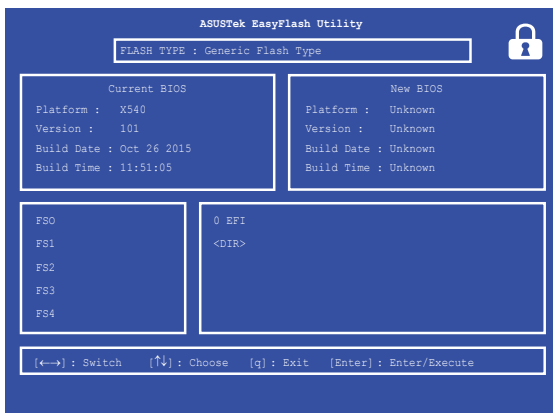 ASUSTek EasyFlash Utility
FLASH TYPE : Generic Flash Type
Current BIOS
Platform : X540
Version : 101
Build Date : Oct 26 2015
Build Time : 11:51:05
New BIOS
Platform : Unknown
Version : Unknown
Build Date : Unknown
Build Time : Unknown
FS0
FS1
FS2
FS3
FS4
0 EFI
<DIR>
[←→] : Switch [↑↓] : Choose [q] : Exit [Enter] : Enter/Execute